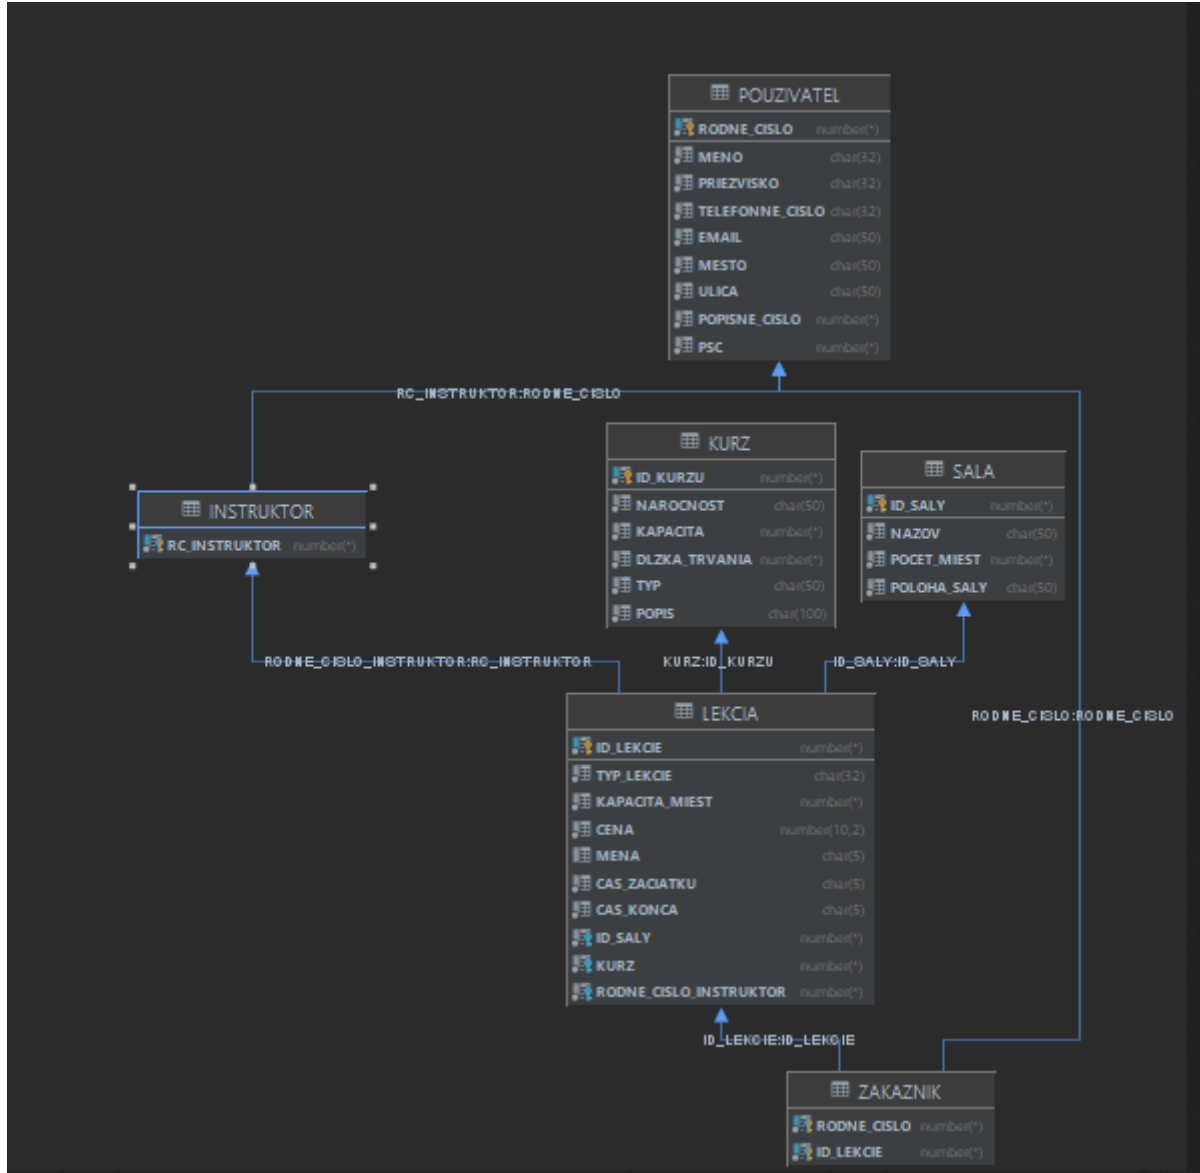 POUZIVATEL
RODNE_CISLO number(*)
MENO char(32)
PRIEZVISKO char(32)
TELEFONNE_CISLO char(32)
EMAIL char(50)
MESTO char(50)
ULICA char(50)
POPISNE_CISLO number(*)
PSC number(*)
RC_INSTRUKTOR:RODNE_CISLO
KURZ
ID_KURZU number(*)
NAROCNOST char(50)
KAPACITA number(*)
DLZKA_TRVANIA number(*)
TYP char(50)
POPIS char(100)
SALA
ID_SALY number(*)
NAZOV char(50)
POCET_MIEST number(*)
POLOHA_SALY char(50)
INSTRUKTOR
RC_INSTRUKTOR number(*)
RODNE_CISLO_INSTRUKTOR:RC_INSTRUKTOR
KURZ:ID_KURZU
ID_SALY:ID_SALY
RODNE_CISLO:RODNE_CISLO
LEKCIA
ID_LEKCIE number(*)
TYP_LEKCIE char(32)
KAPACITA_MIEST number(*)
CENA number(10,2)
MENA char(5)
CAS_ZACIATKU char(5)
CAS_KONCA char(5)
ID_SALY number(*)
KURZ number(*)
RODNE_CISLO_INSTRUKTOR number(*)
ID_LEKCIE:ID_LEKCIE
ZAKAZNIK
RODNE_CISLO number(*)
ID_LEKCIE number(*)